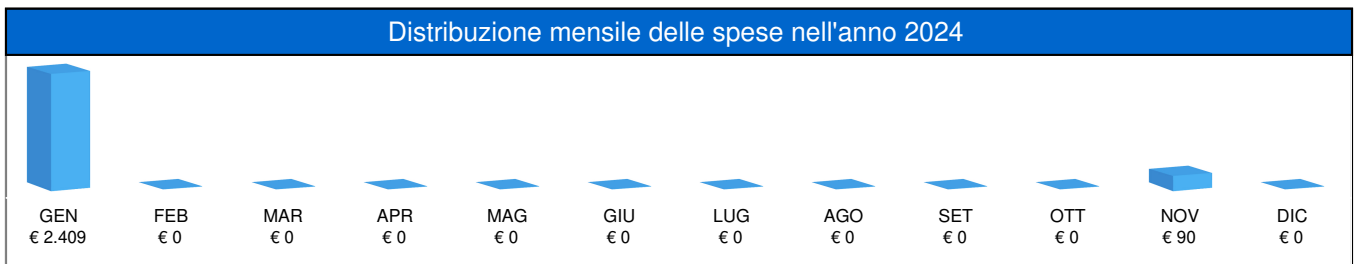 Distribuzione mensile delle spese nell'anno 2024
GEN FEB MAR APR MAG GIU LUG AGO SET OTT NOV DIC
€ 2.409 € 0 € 0 € 0 € 0 € 0 € 0 € 0 € 0 € 0 € 90 € 0